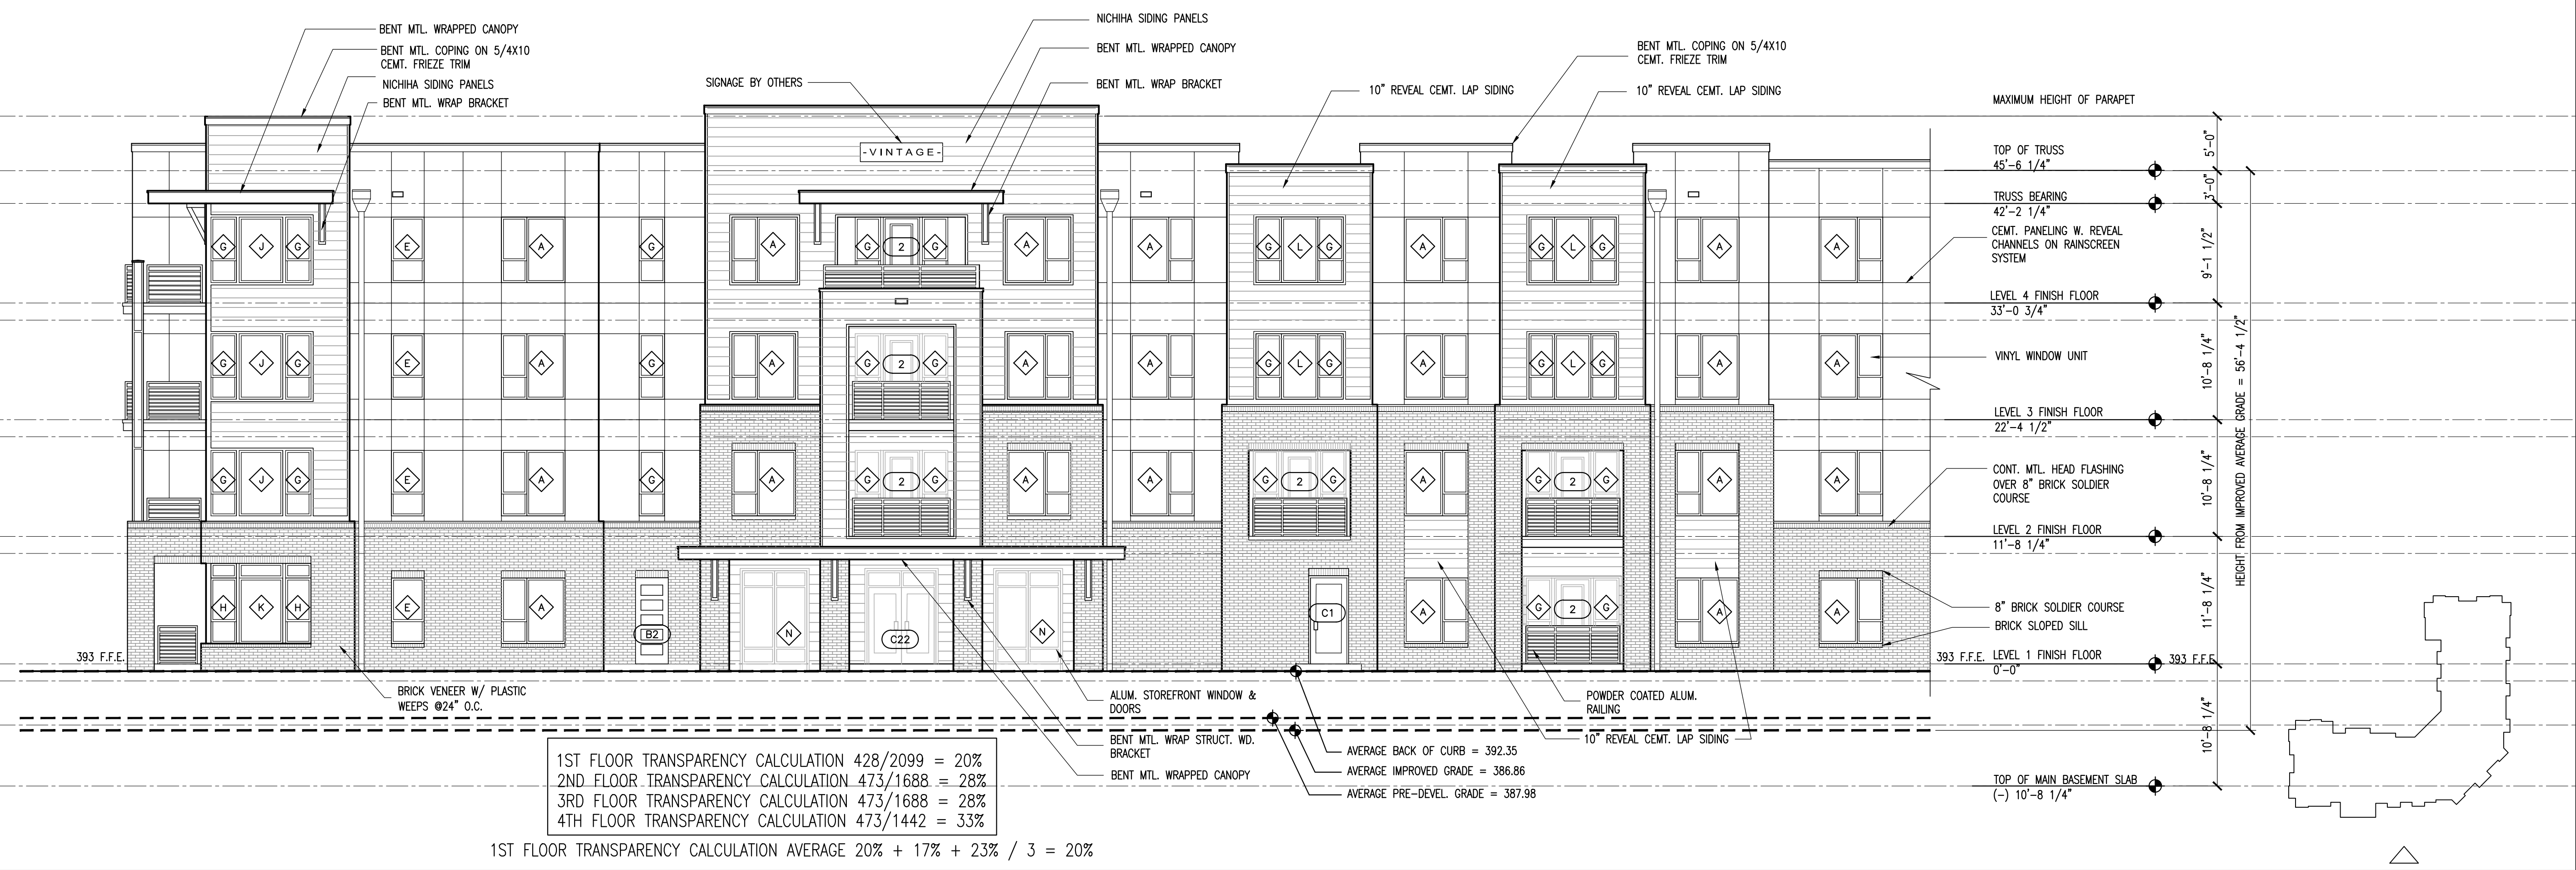 BENT MTL. WRAPPED CANOPY
BENT MTL. COPING ON 5/4X10
CEMT. FRIEZE TRIM
NICHIHA SIDING PANELS
BENT MTL. WRAP BRACKET
SIGNAGE BY OTHERS
NICHIHA SIDING PANELS
BENT MTL. WRAPPED CANOPY
BENT MTL. WRAP BRACKET
10" REVEAL CEMT. LAP SIDING
BENT MTL. COPING ON 5/4X10
CEMT. FRIEZE TRIM
10" REVEAL CEMT. LAP SIDING
MAXIMUM HEIGHT OF PARAPET
5'-0"
-VINTAGE-
TOP OF TRUSS
45'-6 1/4"
3'-0"
TRUSS BEARING
42'-2 1/4"
CEMT. PANELING W. REVEAL
CHANNELS ON RAINSCREEN
SYSTEM
9'-1 1/2"
G J G E A G A G 2 G A A G L G A G L G A A
LEVEL 4 FINISH FLOOR
33'-0 3/4"
10'-8 1/4"
HEIGHT FROM IMPROVED AVERAGE GRADE = 56'-4 1/2"
VINYL WINDOW UNIT
G J G E A G A G 2 G A A G L G A G L G A A
LEVEL 3 FINISH FLOOR
22'-4 1/2"
10'-8 1/4"
CONT. MTL. HEAD FLASHING
OVER 8" BRICK SOLDIER
COURSE
G J G E A G A G 2 G A A G 2 G A G 2 G A A
LEVEL 2 FINISH FLOOR
11'-8 1/4"
11'-8 1/4"
8" BRICK SOLDIER COURSE
BRICK SLOPED SILL
H K H E A B2 N C22 N C1 A G 2 G A A
393 F.F.E.
393 F.F.E.
LEVEL 1 FINISH FLOOR
0'-0"
393 F.F.E.
10'-8 1/4"
BRICK VENEER W/ PLASTIC
WEEPS @24" O.C.
ALUM. STOREFRONT WINDOW &
DOORS
POWDER COATED ALUM.
RAILING
BENT MTL. WRAP STRUCT. WD.
BRACKET
BENT MTL. WRAPPED CANOPY
10" REVEAL CEMT. LAP SIDING
AVERAGE BACK OF CURB = 392.35
AVERAGE IMPROVED GRADE = 386.86
AVERAGE PRE-DEVEL. GRADE = 387.98
TOP OF MAIN BASEMENT SLAB
(-) 10'-8 1/4"
1ST FLOOR TRANSPARENCY CALCULATION 428/2099 = 20%
2ND FLOOR TRANSPARENCY CALCULATION 473/1688 = 28%
3RD FLOOR TRANSPARENCY CALCULATION 473/1688 = 28%
4TH FLOOR TRANSPARENCY CALCULATION 473/1442 = 33%
1ST FLOOR TRANSPARENCY CALCULATION AVERAGE 20% + 17% + 23% / 3 = 20%